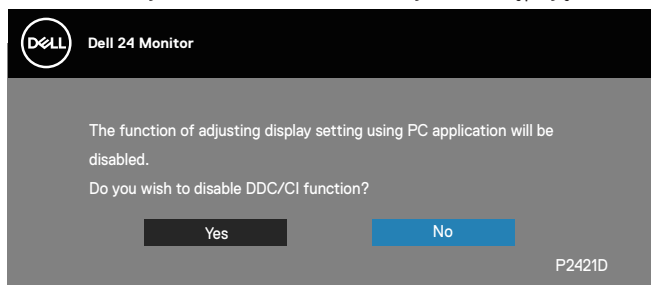 DELL
Dell 24 Monitor
The function of adjusting display setting using PC application will be
disabled.
Do you wish to disable DDC/CI function?
Yes
No
P2421D